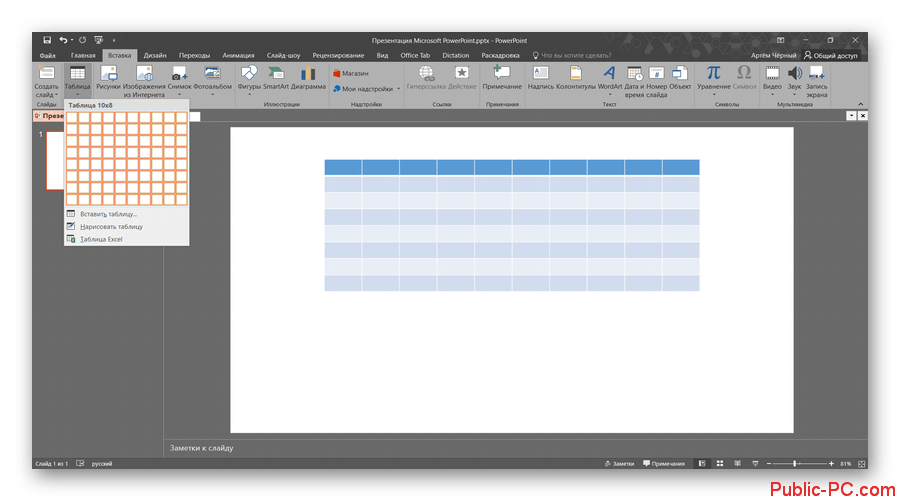 Презентация Microsoft PowerPoint.pptx - PowerPoint
Файл Главная Вставка Дизайн Переходы Анимация Слайд-шоу Рецензирование Вид Office Tab Dictation Раскадровка Что вы хотите сделать? Артём Чёрный Общий доступ
Создать слайд Таблица Рисунки Изображения из Интернета Снимок Фотоальбом Фигуры SmartArt Диаграмма Магазин Мои надстройки Гиперссылка Действие Примечание Надпись Колонтитулы WordArt Дата и время Номер слайда Объект Уравнение Символ Видео Звук Запись экрана
Слайды Иллюстрации Надстройки Ссылки Примечания Текст Символы Мультимедиа
Таблица 10x8
Презе
1
Вставить таблицу...
Нарисовать таблицу
Таблица Excel
Заметки к слайду
Слайд 1 из 1 русский Заметки Примечания 81%
Public-PC.com